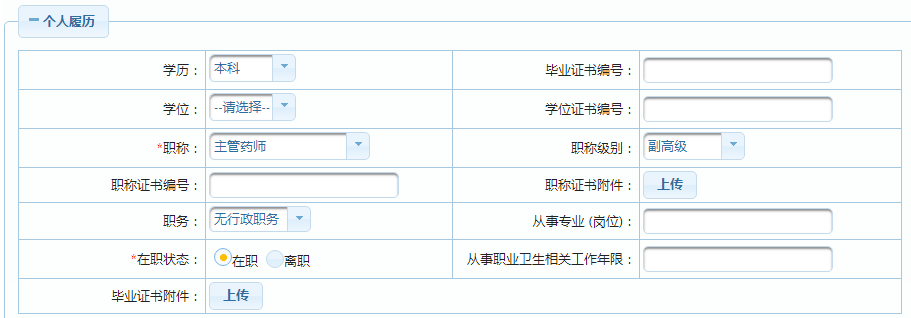 个人履历
学历： 本科 毕业证书编号：
学位： --请选择-- 学位证书编号：
*职称： 主管药师 职称级别： 副高级
职称证书编号： 职称证书附件： 上传
职务： 无行政职务 从事专业 (岗位)：
*在职状态： 在职 离职 从事职业卫生相关工作年限：
毕业证书附件： 上传